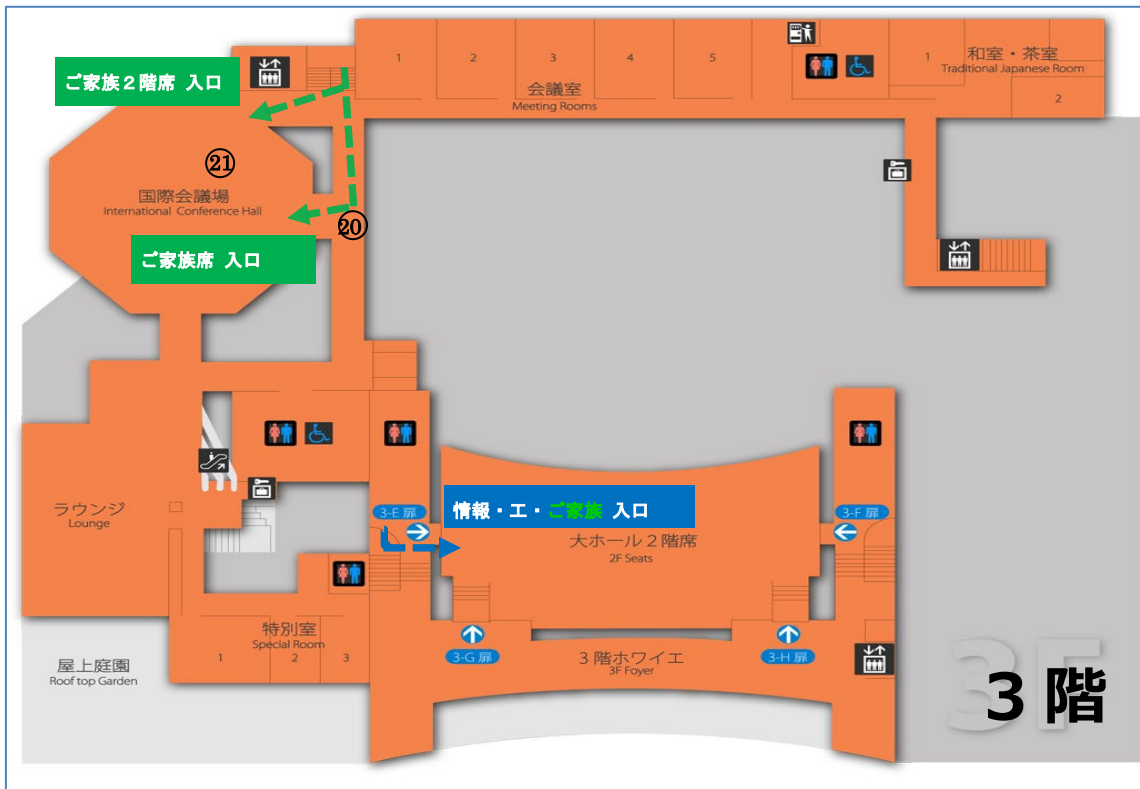 1
2
3
4
5
会議室
Meeting Rooms
1
和室・茶室
Traditional Japanese Room
2
ご家族２階席 入口
㉑
国際会議場
International Conference Hall
⑳
ご家族席 入口
ラウンジ
Lounge
3-E 扉
情報・工・ご家族 入口
3-F 扉
大ホール２階席
2F Seats
特別室
Special Room
1
2
3
3-G 扉
３階ホワイエ
3F Foyer
3-H 扉
屋上庭園
Roof top Garden
3F
３階